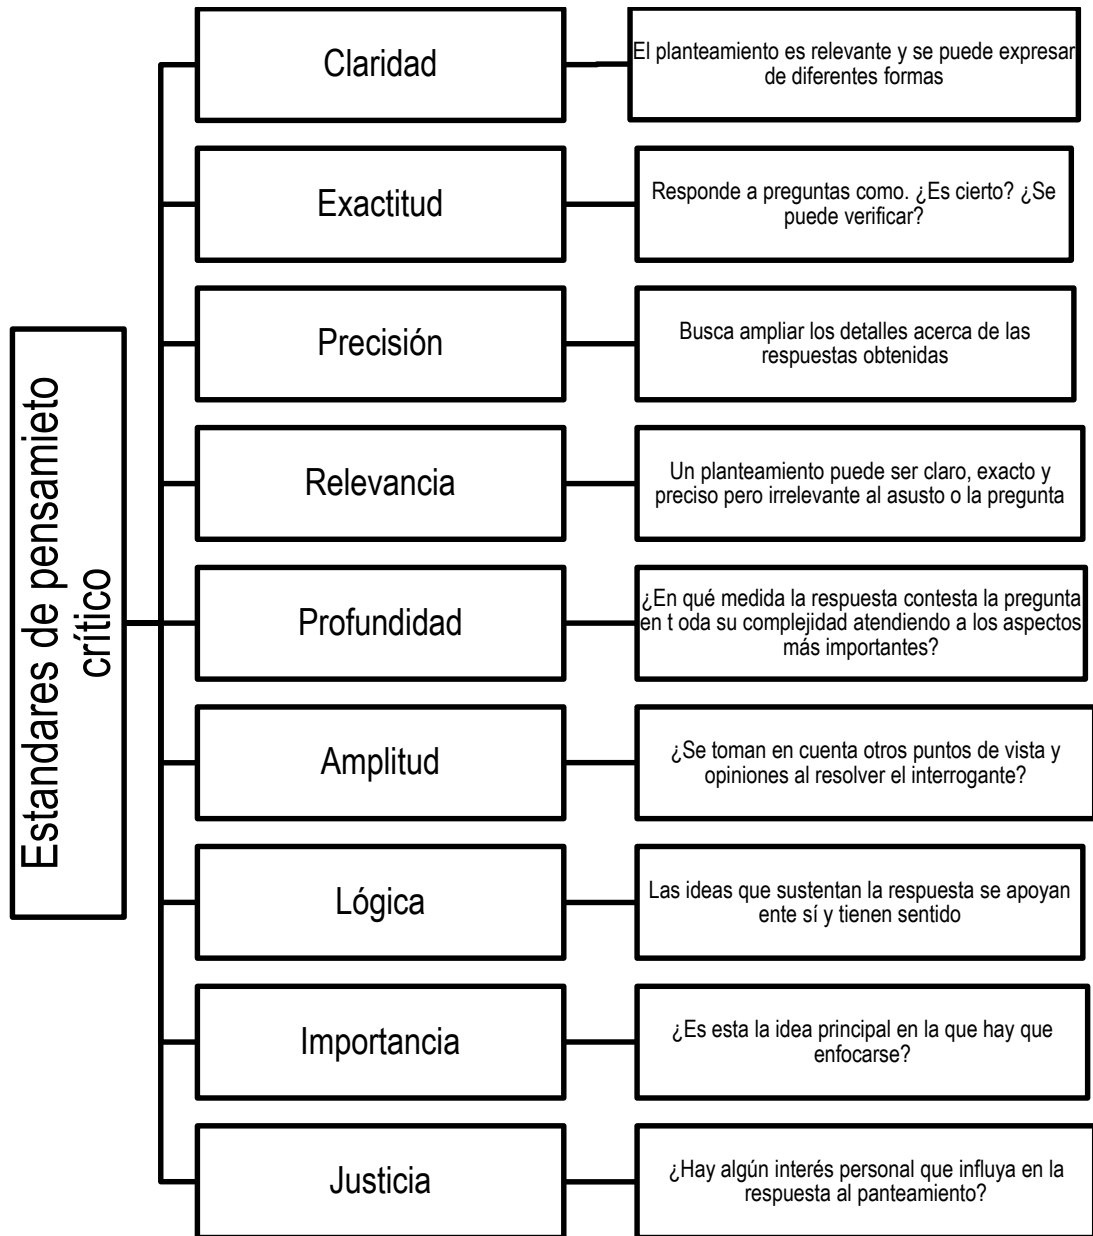 Estandares de pensamieto
crítico
Claridad
El planteamiento es relevante y se puede expresar
de diferentes formas
Exactitud
Responde a preguntas como. ¿Es cierto? ¿Se
puede verificar?
Precisión
Busca ampliar los detalles acerca de las
respuestas obtenidas
Relevancia
Un planteamiento puede ser claro, exacto y
preciso pero irrelevante al asusto o la pregunta
Profundidad
¿En qué medida la respuesta contesta la pregunta
en t oda su complejidad atendiendo a los aspectos
más importantes?
Amplitud
¿Se toman en cuenta otros puntos de vista y
opiniones al resolver el interrogante?
Lógica
Las ideas que sustentan la respuesta se apoyan
ente sí y tienen sentido
Importancia
¿Es esta la idea principal en la que hay que
enfocarse?
Justicia
¿Hay algún interés personal que influya en la
respuesta al panteamiento?